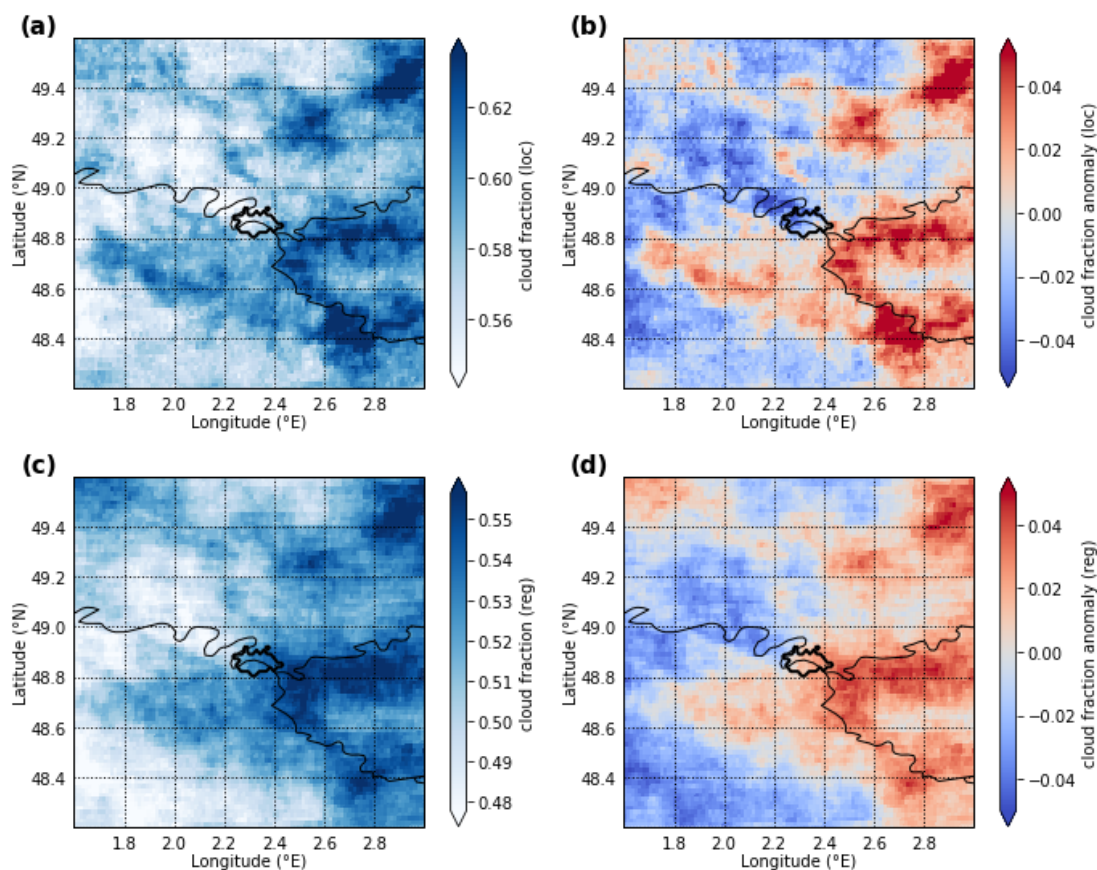 (a)
49.4
49.2
49.0
48.8
48.6
48.4
Latitude (°N)
1.8 2.0 2.2 2.4 2.6 2.8
Longitude (°E)
0.62
0.60
0.58
0.56
cloud fraction (loc)
(b)
49.4
49.2
49.0
48.8
48.6
48.4
Latitude (°N)
1.8 2.0 2.2 2.4 2.6 2.8
Longitude (°E)
0.04
0.02
0.00
−0.02
−0.04
cloud fraction anomaly (loc)
(c)
49.4
49.2
49.0
48.8
48.6
48.4
Latitude (°N)
1.8 2.0 2.2 2.4 2.6 2.8
Longitude (°E)
0.55
0.54
0.53
0.52
0.51
0.50
0.49
0.48
cloud fraction (reg)
(d)
49.4
49.2
49.0
48.8
48.6
48.4
Latitude (°N)
1.8 2.0 2.2 2.4 2.6 2.8
Longitude (°E)
0.04
0.02
0.00
−0.02
−0.04
cloud fraction anomaly (reg)